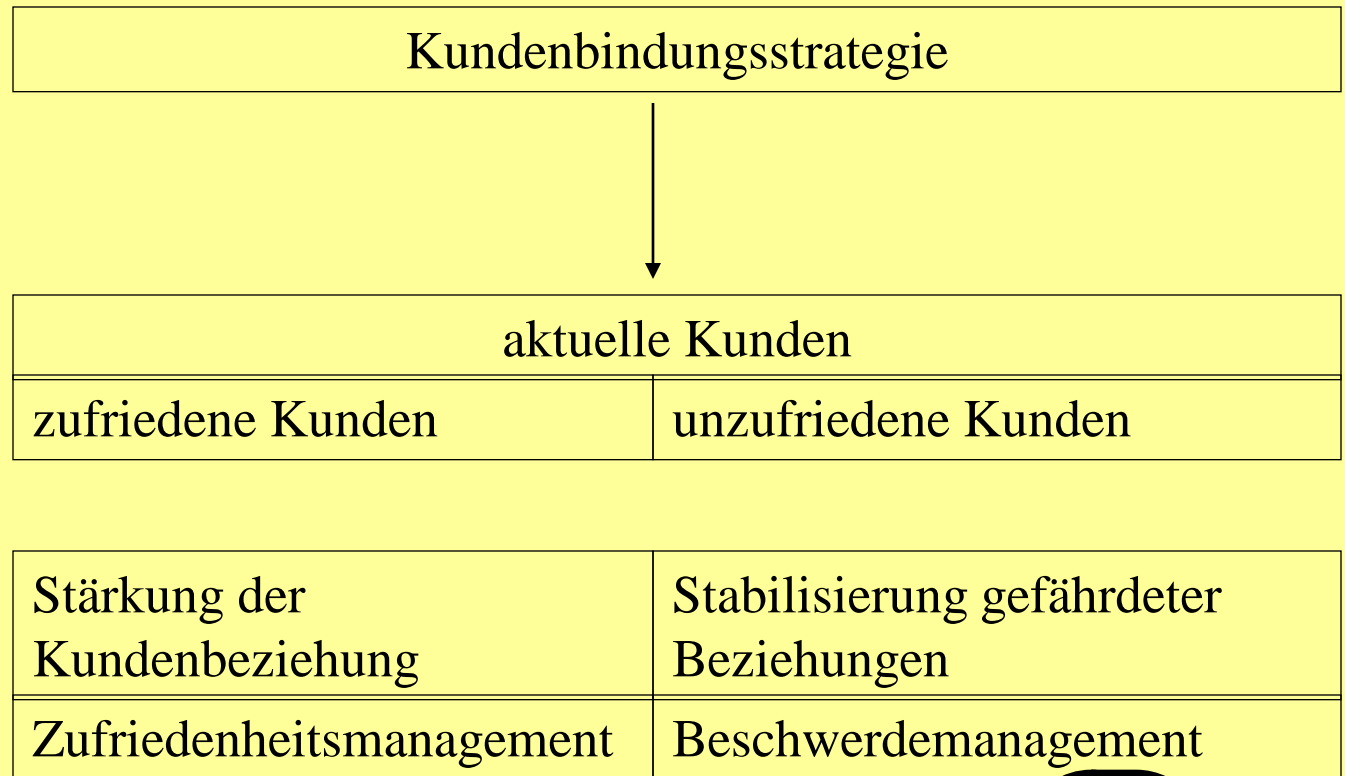 Kundenbindungsstrategie
aktuelle Kunden
zufriedene Kunden
unzufriedene Kunden
Stärkung der
Kundenbeziehung
Stabilisierung gefährdeter
Beziehungen
Zufriedenheitsmanagement
Beschwerdemanagement